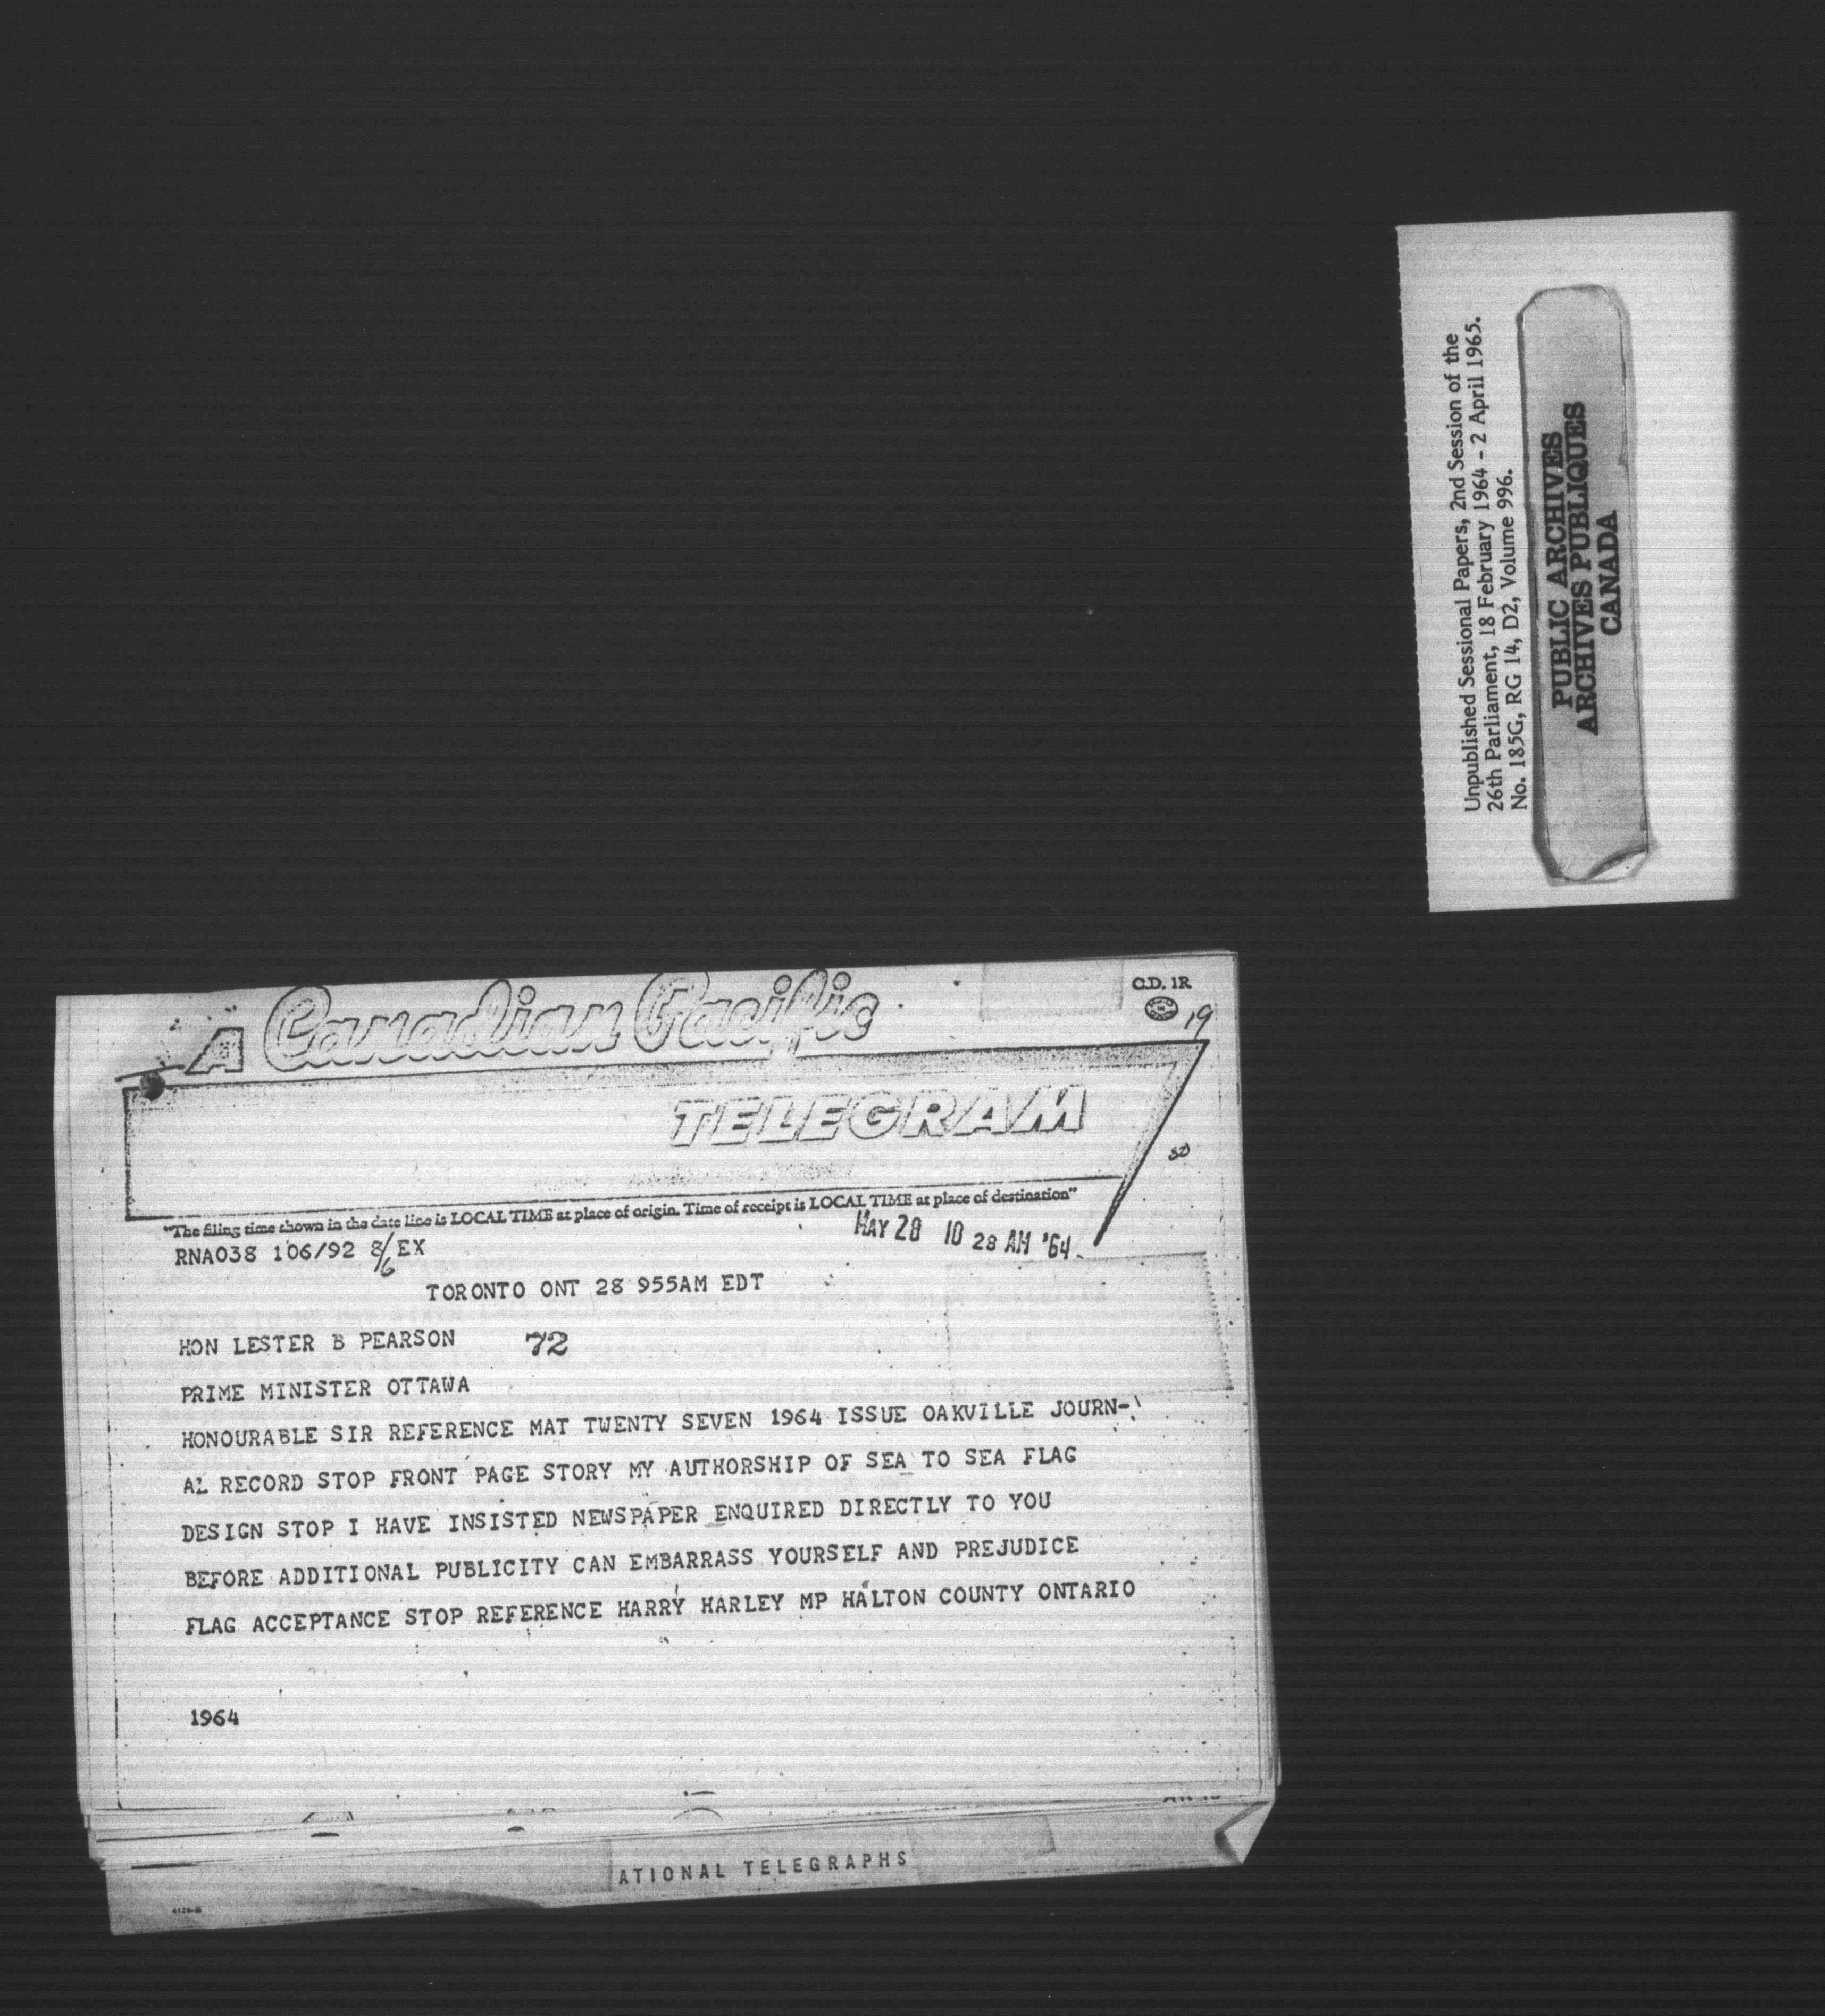 Unpublished Sessional Papers, 2nd Session of the
26th Parliament, 18 February 1964 - 2 April 1965.
No. 185G, RG 14, D2, Volume 996.
PUBLIC ARCHIVES
ARCHIVES PUBLIQUES
CANADA
C.D. 1R
19
A Canadian Pacific
TELEGRAM
SD
"The filing time shown in the date line is LOCAL TIME at place of origin. Time of receipt is LOCAL TIME at place of destination"
MAY 28 10 28 AM '64
RNA038 106/92 8/6 EX
TORONTO ONT 28 955AM EDT
HON LESTER B PEARSON 72
PRIME MINISTER OTTAWA
HONOURABLE SIR REFERENCE MAT TWENTY SEVEN 1964 ISSUE OAKVILLE JOURN-
AL RECORD STOP FRONT PAGE STORY MY AUTHORSHIP OF SEA TO SEA FLAG
DESIGN STOP I HAVE INSISTED NEWSPAPER ENQUIRED DIRECTLY TO YOU
BEFORE ADDITIONAL PUBLICITY CAN EMBARRASS YOURSELF AND PREJUDICE
FLAG ACCEPTANCE STOP REFERENCE HARRY HARLEY MP HALTON COUNTY ONTARIO
1964
ATIONAL TELEGRAPHS